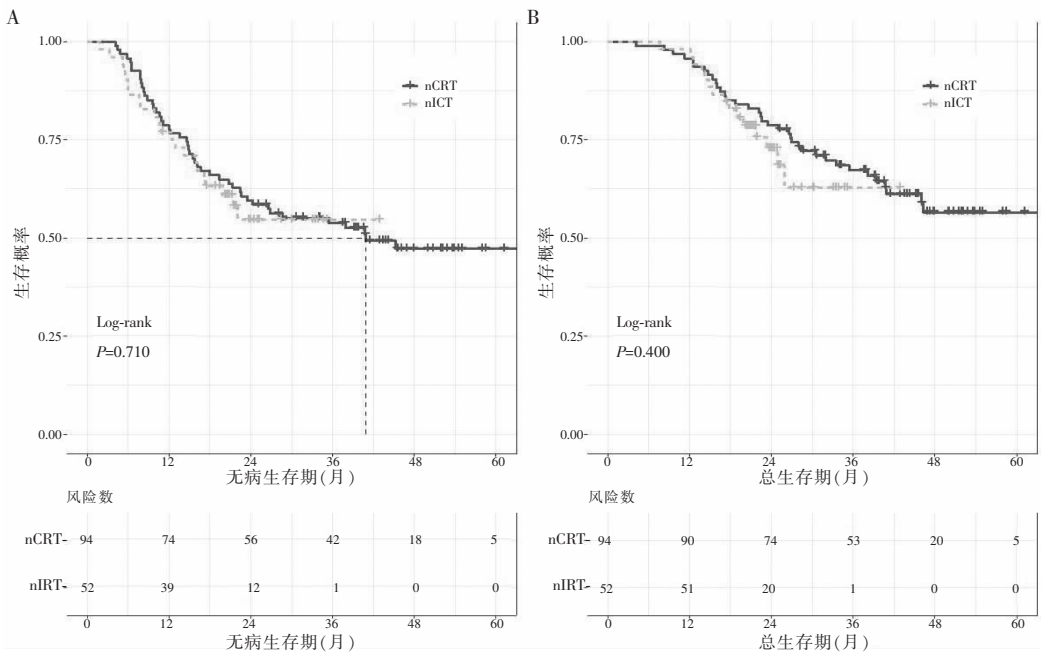 A
1.00
0.75
0.50
0.25
0.00
生存概率
nCRT
nICT
Log-rank
P=0.710
0 12 24 36 48 60
无病生存期(月)
风险数
nCRT 94 74 56 42 18 5
nIRT 52 39 12 1 0 0
0 12 24 36 48 60
无病生存期(月)
B
1.00
0.75
0.50
0.25
0.00
生存概率
nCRT
nICT
Log-rank
P=0.400
0 12 24 36 48 60
总生存期(月)
风险数
nCRT 94 90 74 53 20 5
nIRT 52 51 20 1 0 0
0 12 24 36 48 60
总生存期(月)